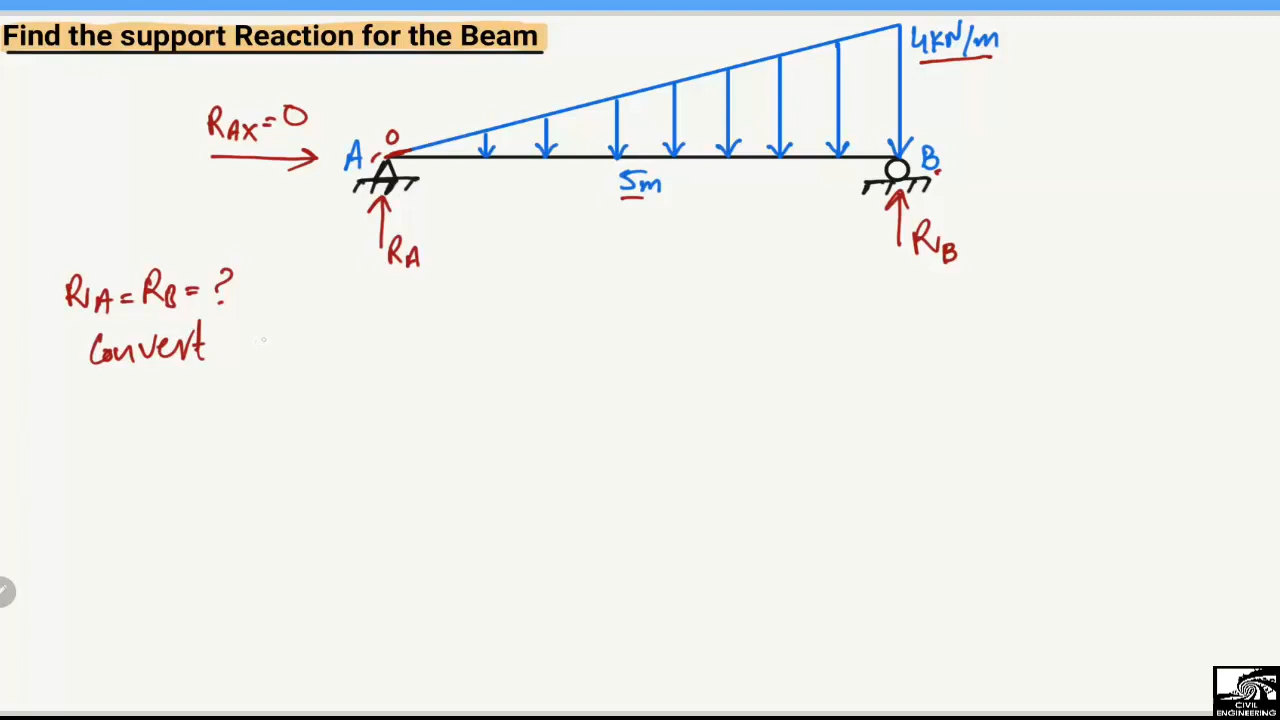 Find the support Reaction for the Beam
4kN/m
RAX=0
0
A
B
5m
RA
RB
RA=RB=?
Convert
CIVIL
ENGINEERING